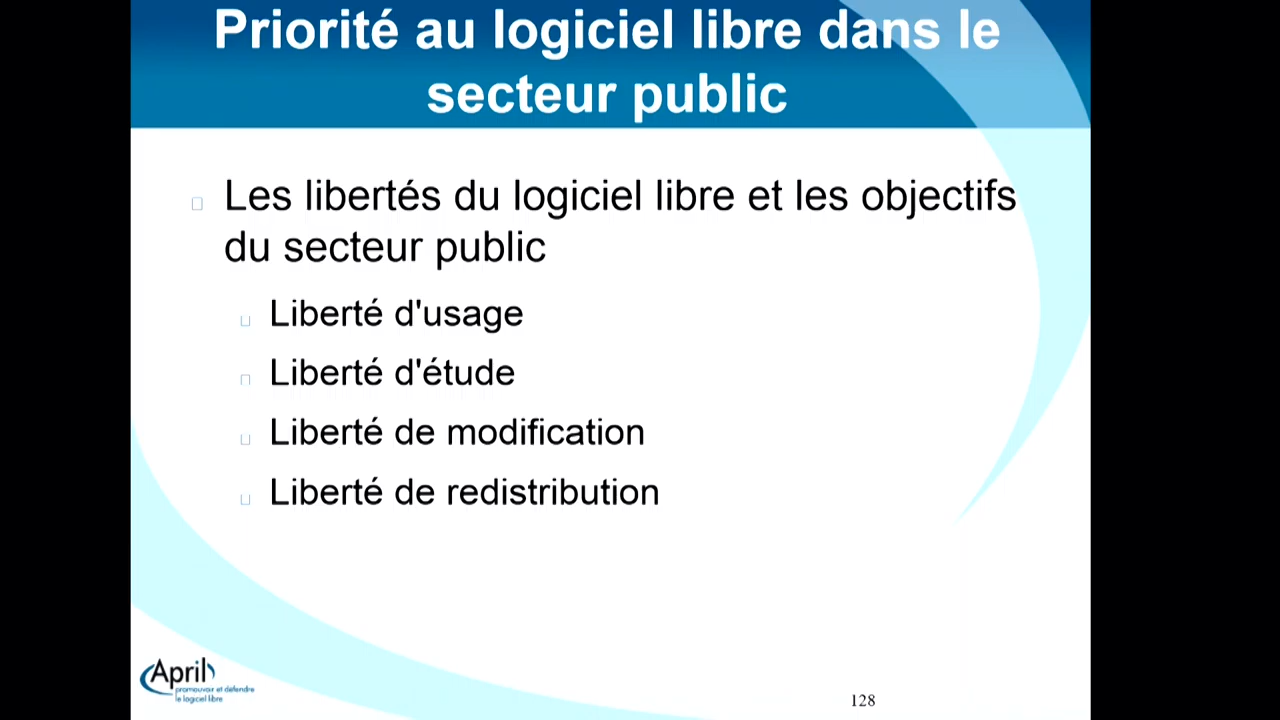 Priorité au logiciel libre dans le
secteur public
Les libertés du logiciel libre et les objectifs
du secteur public
Liberté d'usage
Liberté d'étude
Liberté de modification
Liberté de redistribution
April
promouvoir et défendre
le logiciel libre
128